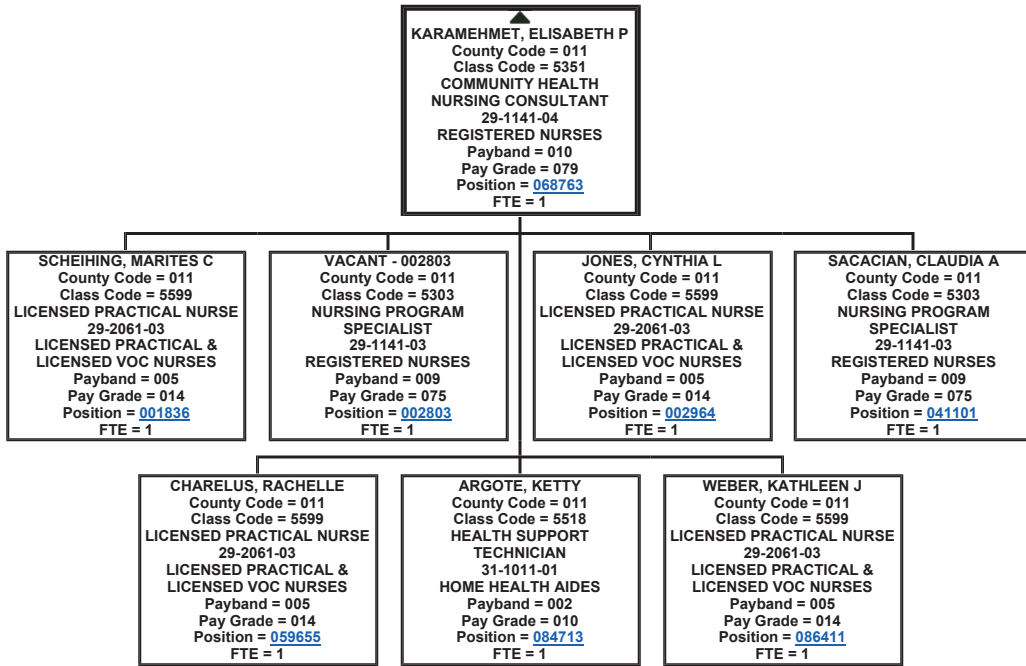 KARAMEHMET, ELISABETH P
County Code = 011
Class Code = 5351
COMMUNITY HEALTH
NURSING CONSULTANT
29-1141-04
REGISTERED NURSES
Payband = 010
Pay Grade = 079
Position = 068763
FTE = 1
SCHEIHING, MARITES C
County Code = 011
Class Code = 5599
LICENSED PRACTICAL NURSE
29-2061-03
LICENSED PRACTICAL &
LICENSED VOC NURSES
Payband = 005
Pay Grade = 014
Position = 001836
FTE = 1
VACANT - 002803
County Code = 011
Class Code = 5303
NURSING PROGRAM
SPECIALIST
29-1141-03
REGISTERED NURSES
Payband = 009
Pay Grade = 075
Position = 002803
FTE = 1
JONES, CYNTHIA L
County Code = 011
Class Code = 5599
LICENSED PRACTICAL NURSE
29-2061-03
LICENSED PRACTICAL &
LICENSED VOC NURSES
Payband = 005
Pay Grade = 014
Position = 002964
FTE = 1
SACACIAN, CLAUDIA A
County Code = 011
Class Code = 5303
NURSING PROGRAM
SPECIALIST
29-1141-03
REGISTERED NURSES
Payband = 009
Pay Grade = 075
Position = 041101
FTE = 1
CHARELUS, RACHELLE
County Code = 011
Class Code = 5599
LICENSED PRACTICAL NURSE
29-2061-03
LICENSED PRACTICAL &
LICENSED VOC NURSES
Payband = 005
Pay Grade = 014
Position = 059655
FTE = 1
ARGOTE, KETTY
County Code = 011
Class Code = 5518
HEALTH SUPPORT
TECHNICIAN
31-1011-01
HOME HEALTH AIDES
Payband = 002
Pay Grade = 010
Position = 084713
FTE = 1
WEBER, KATHLEEN J
County Code = 011
Class Code = 5599
LICENSED PRACTICAL NURSE
29-2061-03
LICENSED PRACTICAL &
LICENSED VOC NURSES
Payband = 005
Pay Grade = 014
Position = 086411
FTE = 1